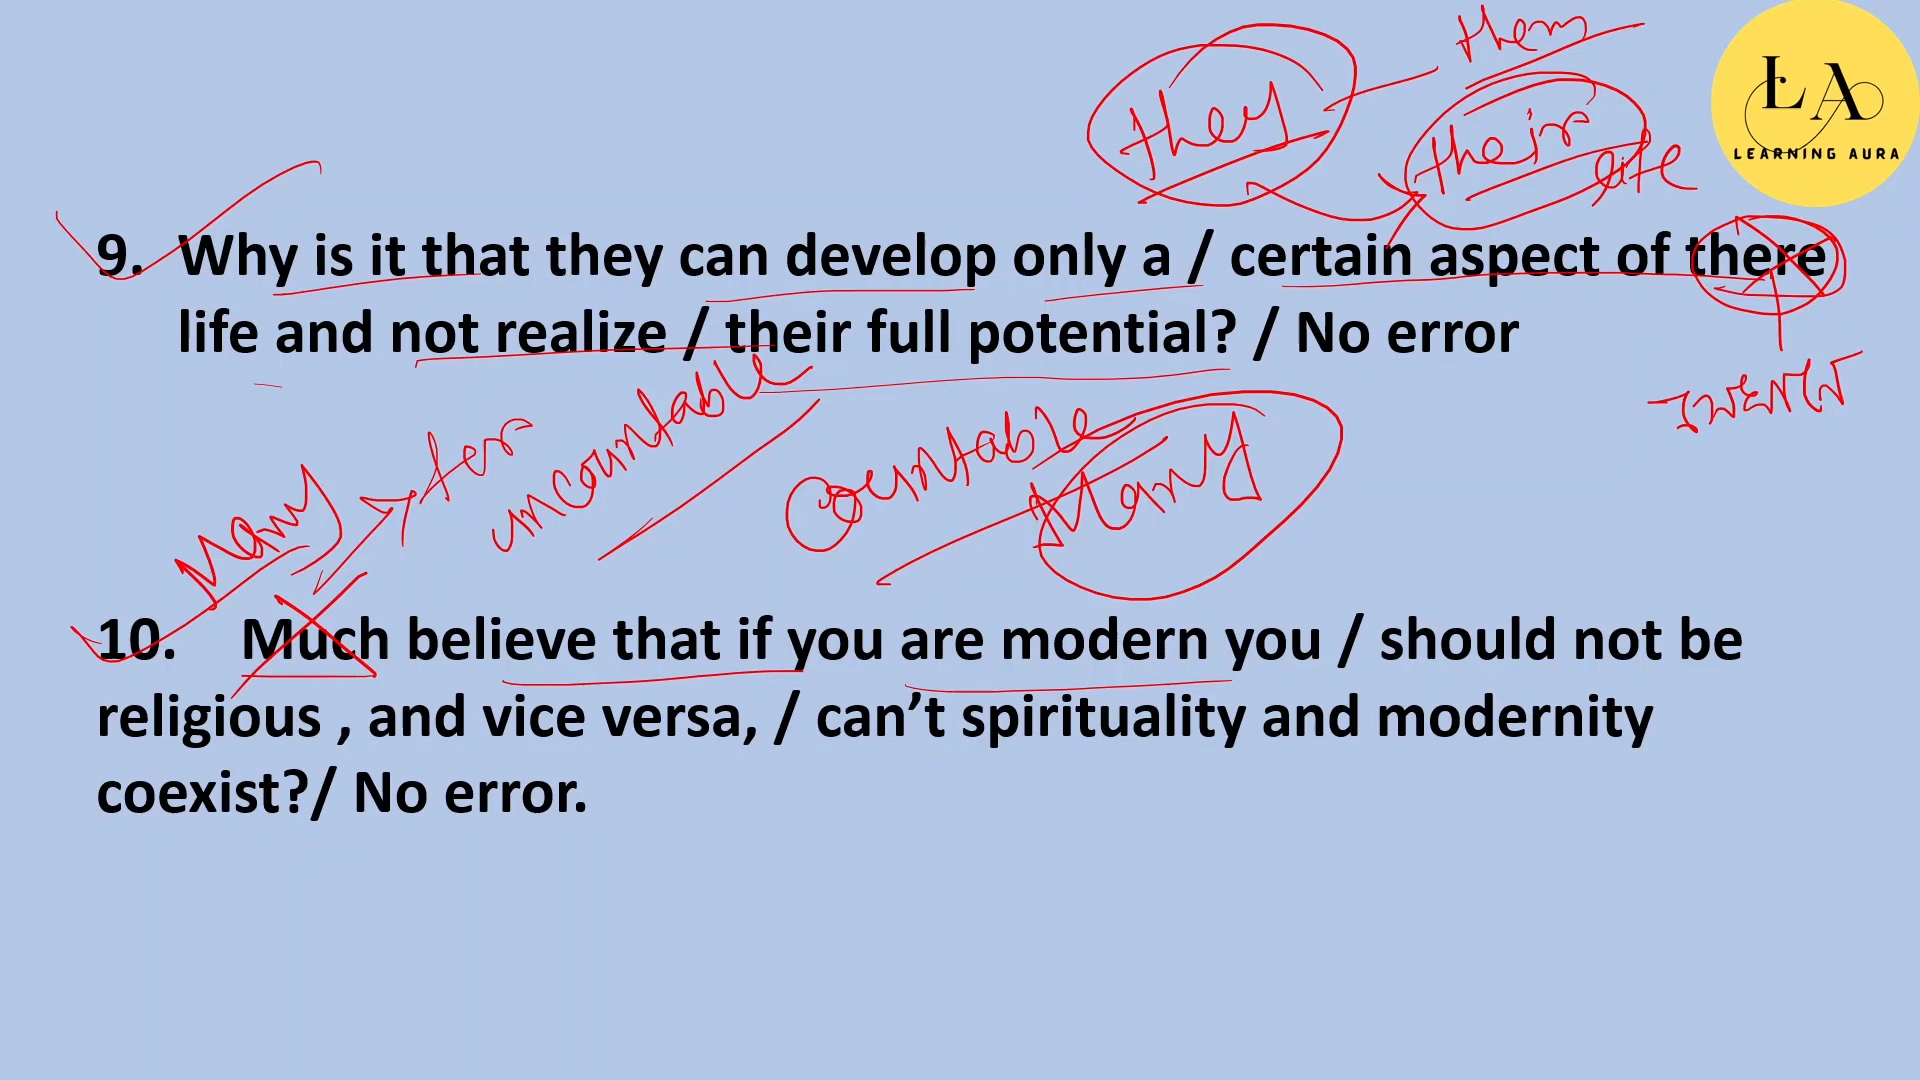 them
they
their
life
LA
LEARNING AURA
9. Why is it that they can develop only a / certain aspect of there
life and not realize / their full potential? / No error
uncountable
Countable
Many
Many
for
10. Much believe that if you are modern you / should not be
religious , and vice versa, / can’t spirituality and modernity
coexist?/ No error.